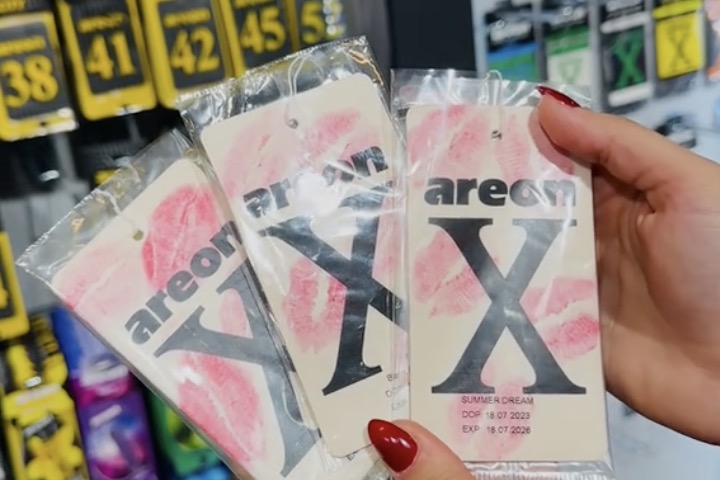 38
41
42
45
areon
X
areon
X
areon
X
SUMMER DREAM
DOP 18.07.2023
EXP 18.07.2026